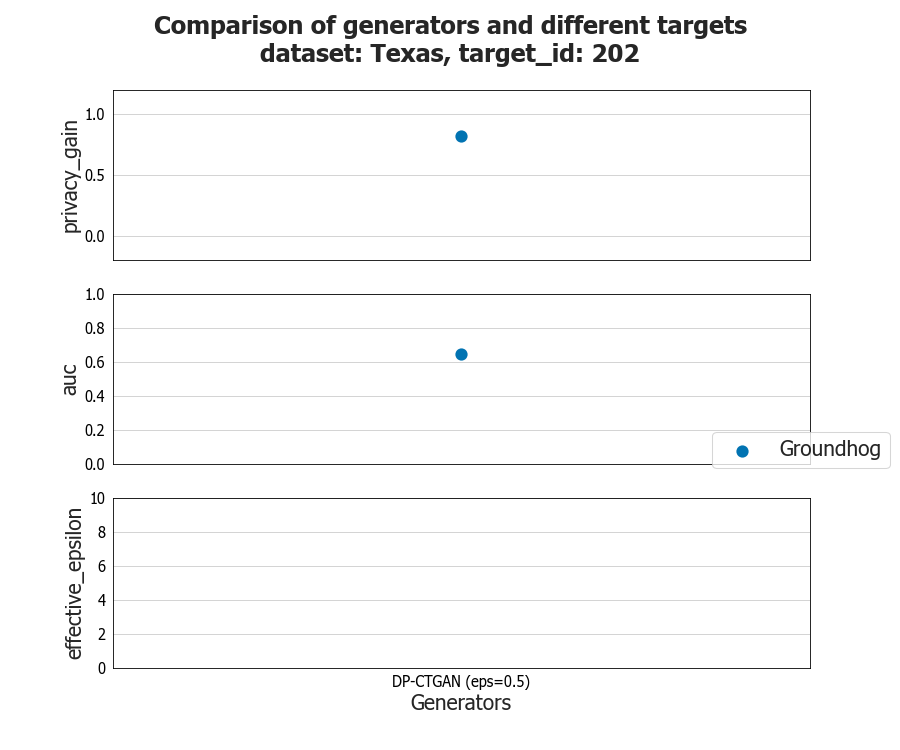 Comparison of generators and different targets
dataset: Texas, target_id: 202
privacy_gain
1.0
0.5
0.0
auc
1.0
0.8
0.6
0.4
0.2
0.0
Groundhog
effective_epsilon
10
8
6
4
2
0
DP-CTGAN (eps=0.5)
Generators